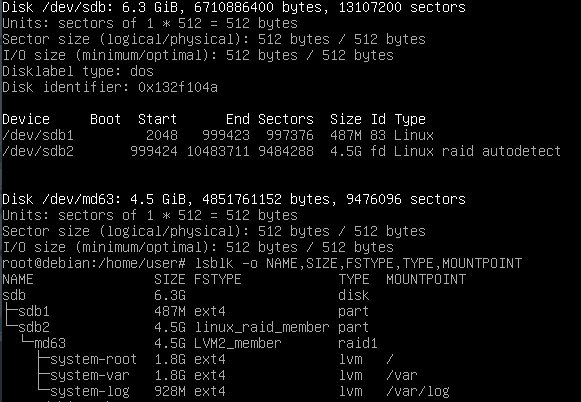 Disk /dev/sdb: 6.3 GiB, 6710886400 bytes, 13107200 sectors
Units: sectors of 1 * 512 = 512 bytes
Sector size (logical/physical): 512 bytes / 512 bytes
I/O size (minimum/optimal): 512 bytes / 512 bytes
Disklabel type: dos
Disk identifier: 0x132f104a

Device     Boot  Start      End Sectors  Size Id Type
/dev/sdb1         2048   999423  997376  487M 83 Linux
/dev/sdb2       999424 10483711 9484288  4.5G fd Linux raid autodetect

Disk /dev/md63: 4.5 GiB, 4851761152 bytes, 9476096 sectors
Units: sectors of 1 * 512 = 512 bytes
Sector size (logical/physical): 512 bytes / 512 bytes
I/O size (minimum/optimal): 512 bytes / 512 bytes
root@debian:/home/user# lsblk -o NAME,SIZE,FSTYPE,TYPE,MOUNTPOINT
NAME                SIZE FSTYPE            TYPE  MOUNTPOINT
sdb                 6.3G                   disk
├─sdb1              487M ext4              part
└─sdb2              4.5G linux_raid_member part
  └─md63            4.5G LVM2_member       raid1
    ├─system-root   1.8G ext4              lvm   /
    ├─system-var    1.8G ext4              lvm   /var
    └─system-log    928M ext4              lvm   /var/log